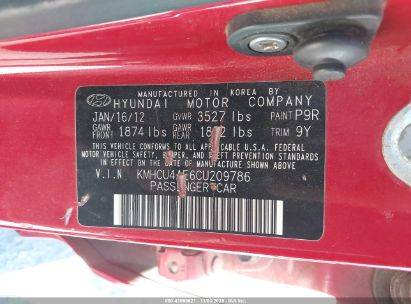 MANUFACTURED IN KOREA BY
HYUNDAI MOTOR COMPANY
JAN/16/12 GVWR 3527 lbs PAINT P9R
GAWR FRONT 1874 lbs GAWR REAR lbs TRIM 9Y
THIS VEHICLE CONFORMS TO ALL APPLICABLE U.S.A. FEDERAL
MOTOR VEHICLE SAFETY, BUMPER, AND THEFT PREVENTION STANDARDS
IN EFFECT ON THE DATE OF MANUFACTURE SHOWN ABOVE.
V.I.N
PASSENGER CAR